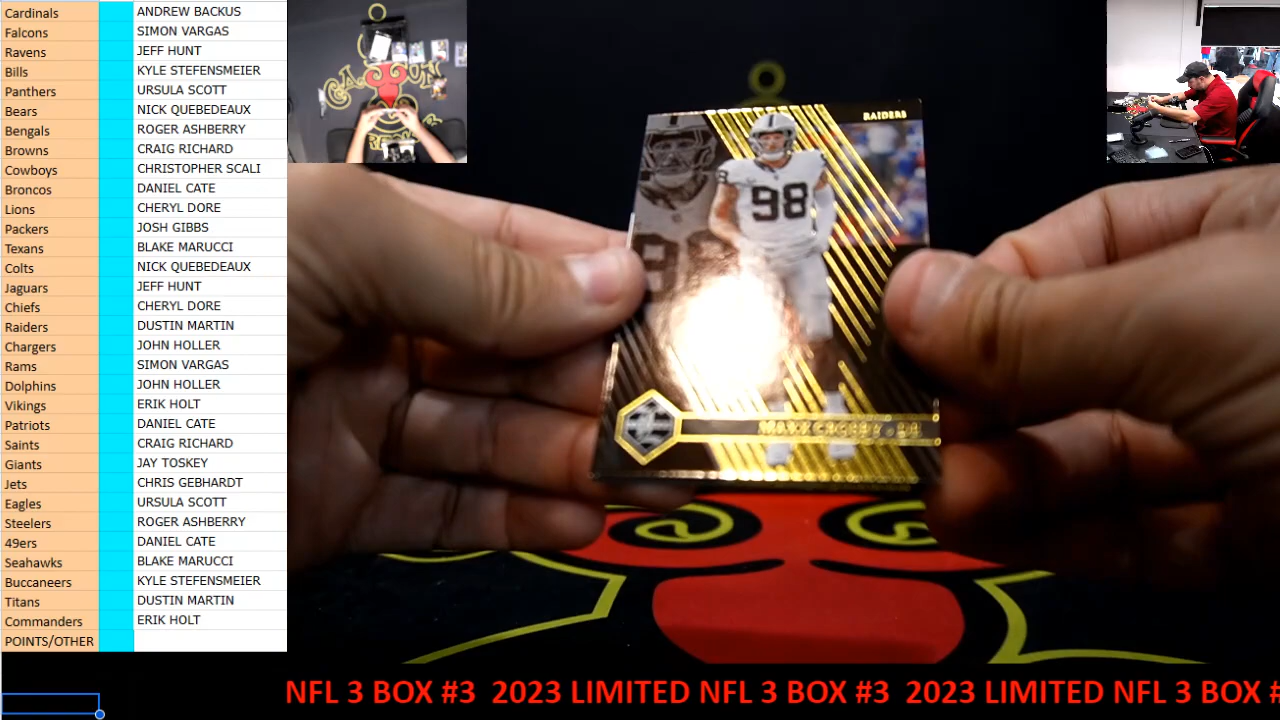 Cardinals ANDREW BACKUS
Falcons SIMON VARGAS
Ravens JEFF HUNT
Bills KYLE STEFENSMEIER
Panthers URSULA SCOTT
Bears NICK QUEBEDEAUX
Bengals ROGER ASHBERRY
Browns CRAIG RICHARD
Cowboys CHRISTOPHER SCALI
Broncos DANIEL CATE
Lions CHERYL DORE
Packers JOSH GIBBS
Texans BLAKE MARUCCI
Colts NICK QUEBEDEAUX
Jaguars JEFF HUNT
Chiefs CHERYL DORE
Raiders DUSTIN MARTIN
Chargers JOHN HOLLER
Rams SIMON VARGAS
Dolphins JOHN HOLLER
Vikings ERIK HOLT
Patriots DANIEL CATE
Saints CRAIG RICHARD
Giants JAY TOSKEY
Jets CHRIS GEBHARDT
Eagles URSULA SCOTT
Steelers ROGER ASHBERRY
49ers DANIEL CATE
Seahawks BLAKE MARUCCI
Buccaneers KYLE STEFENSMEIER
Titans DUSTIN MARTIN
Commanders ERIK HOLT
POINTS/OTHER
RAIDERS
98
MAXX CROSBY
NFL 3 BOX #3 2023 LIMITED NFL 3 BOX #3 2023 LIMITED NFL 3 BOX #